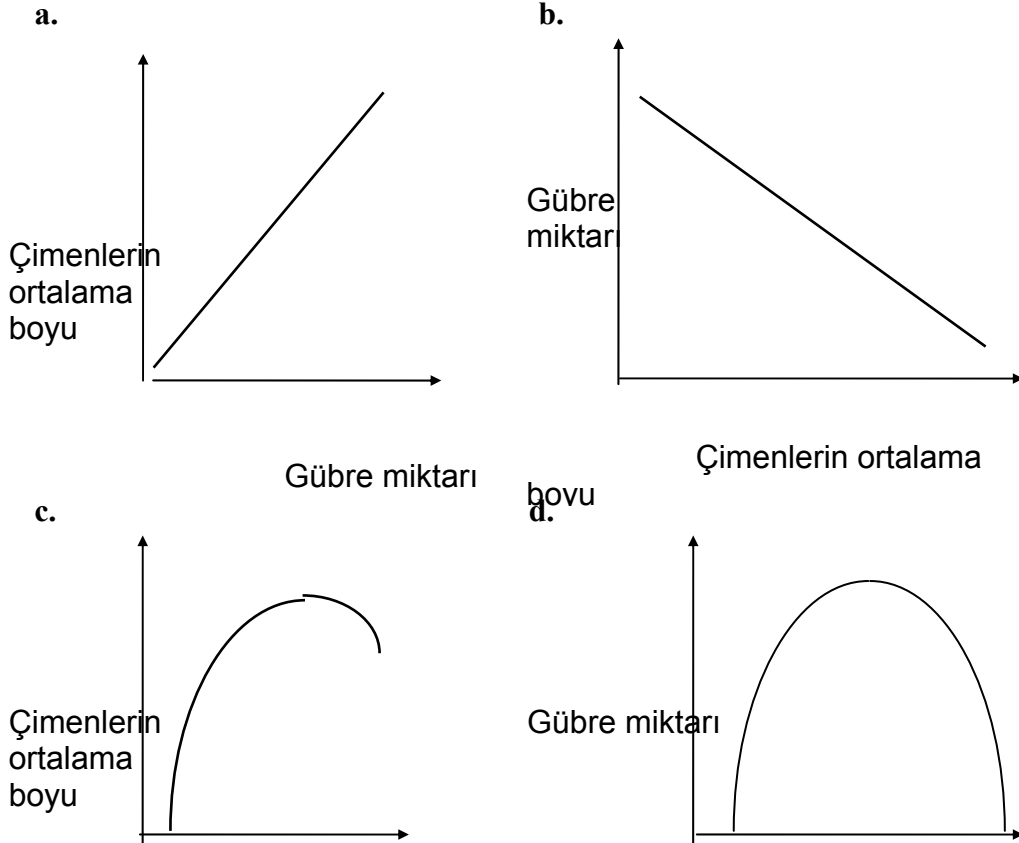 a.
b.
Çimenlerin
ortalama
boyu
Gübre
miktarı
Gübre miktarı
Çimenlerin ortalama
boyu
c.
d.
Çimenlerin
ortalama
boyu
Gübre miktarı